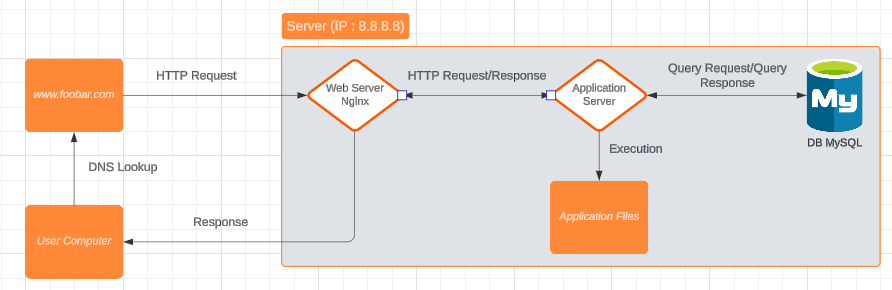 Server (IP : 8.8.8.8)
www.foobar.com
HTTP Request
Web Server
Nginx
HTTP Request/Response
Application
Server
Query Request/Query
Response
My
DB MySQL
DNS Lookup
Execution
User Computer
Response
Application Files